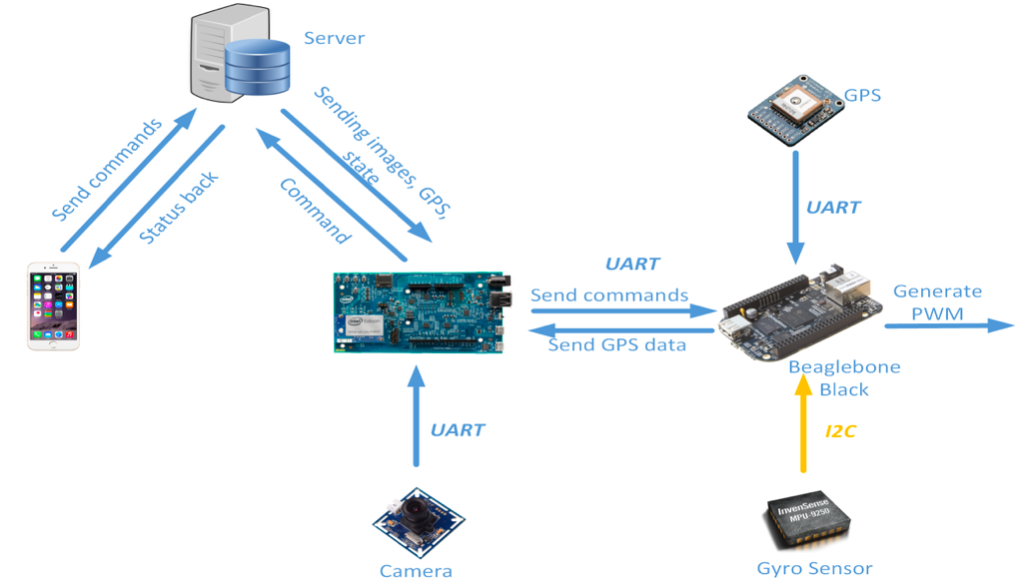 Server
Send commands
Status back
Sending images, GPS,
state
Command
GPS
UART
UART
Send commands
Send GPS data
Generate
PWM
Beaglebone
Black
UART
I2C
InvenSense
MPU-9250
Camera
Gyro Sensor